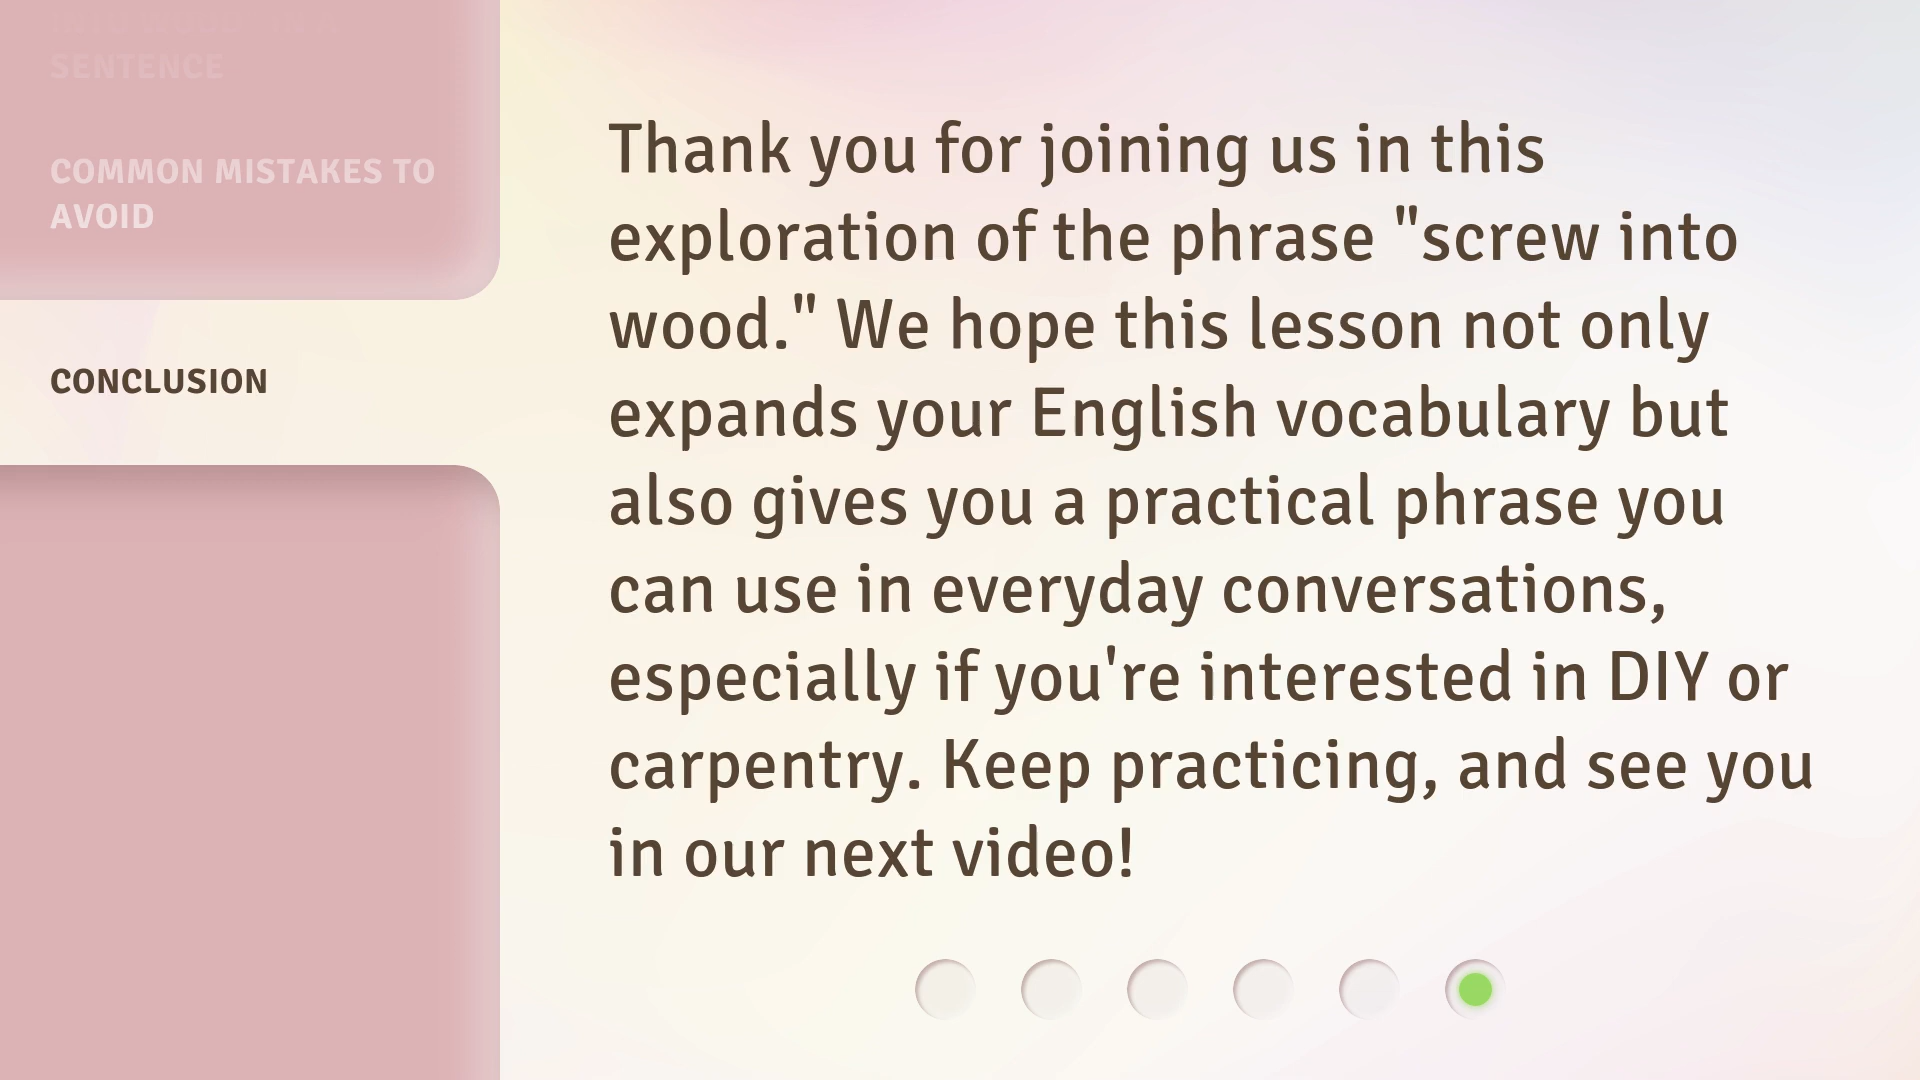 SENTENCE
COMMON MISTAKES TO
AVOID
CONCLUSION
Thank you for joining us in this
exploration of the phrase "screw into
wood." We hope this lesson not only
expands your English vocabulary but
also gives you a practical phrase you
can use in everyday conversations,
especially if you're interested in DIY or
carpentry. Keep practicing, and see you
in our next video!